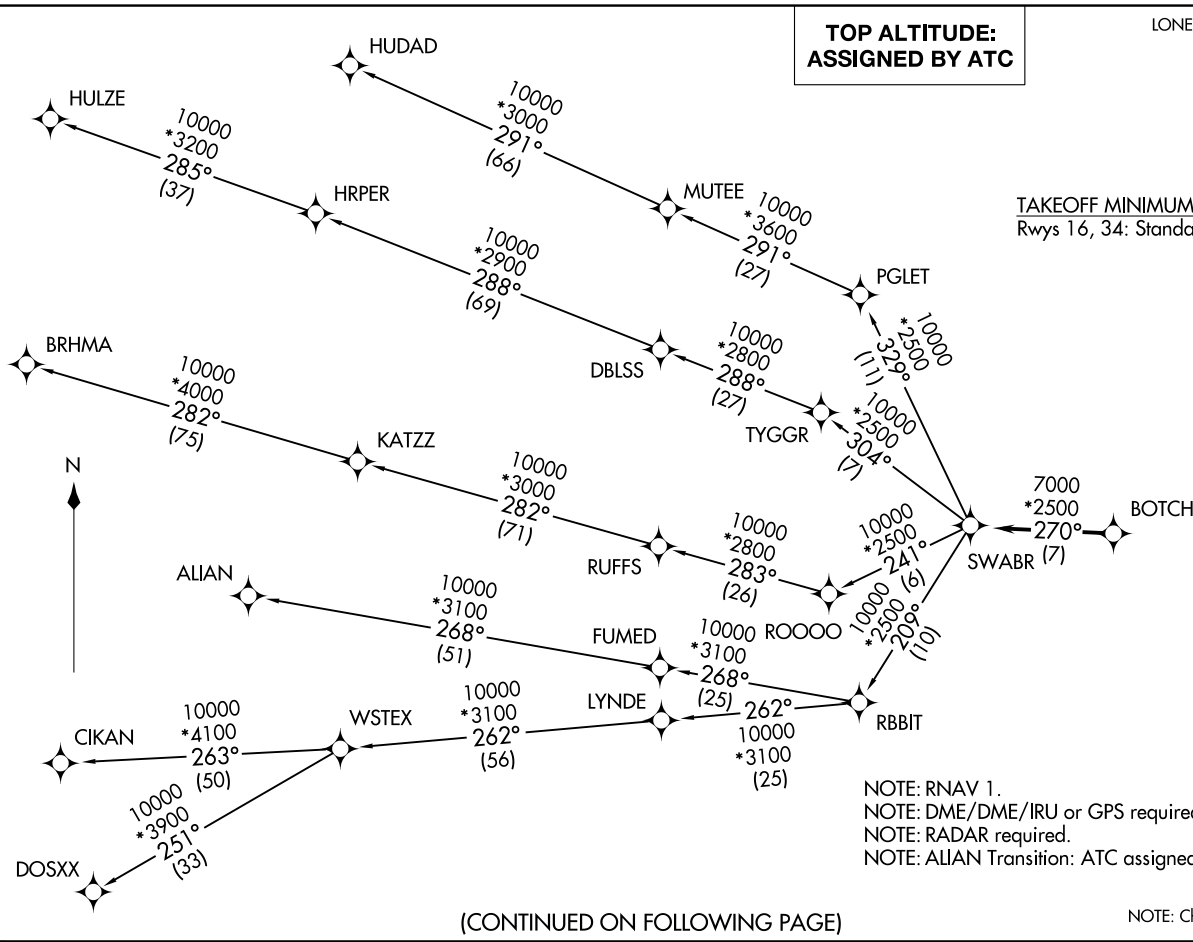 TOP ALTITUDE:
ASSIGNED BY ATC
LONE
HUDAD
10000
*3000
291°
(66)
HULZE
10000
*3200
285°
(37)
HRPER
MUTEE
10000
*3600
291°
(27)
TAKEOFF MINIMUM
Rwys 16, 34: Standa
10000
*2900
288°
(69)
PGLET
10000
*2500
329°
(11)
BRHMA
10000
*4000
282°
(75)
DBLSS
10000
*2800
288°
(27)
TYGGR
10000
*2500
304°
(7)
KATZZ
N
10000
*3000
282°
(71)
RUFFS
10000
*2800
283°
(26)
10000
*2500
241°
(6)
SWABR
7000
*2500
270°
(7)
BOTCH
ROOOO
10000
*2500
209°
(10)
ALIAN
10000
*3100
268°
(51)
FUMED
10000
*3100
268°
(25)
RBBIT
LYNDE
262°
10000
*3100
(25)
WSTEX
10000
*3100
262°
(56)
CIKAN
10000
*4100
263°
(50)
10000
*3900
251°
(33)
DOSXX
NOTE: RNAV 1.
NOTE: DME/DME/IRU or GPS required
NOTE: RADAR required.
NOTE: ALIAN Transition: ATC assigned
(CONTINUED ON FOLLOWING PAGE)
NOTE: Ch